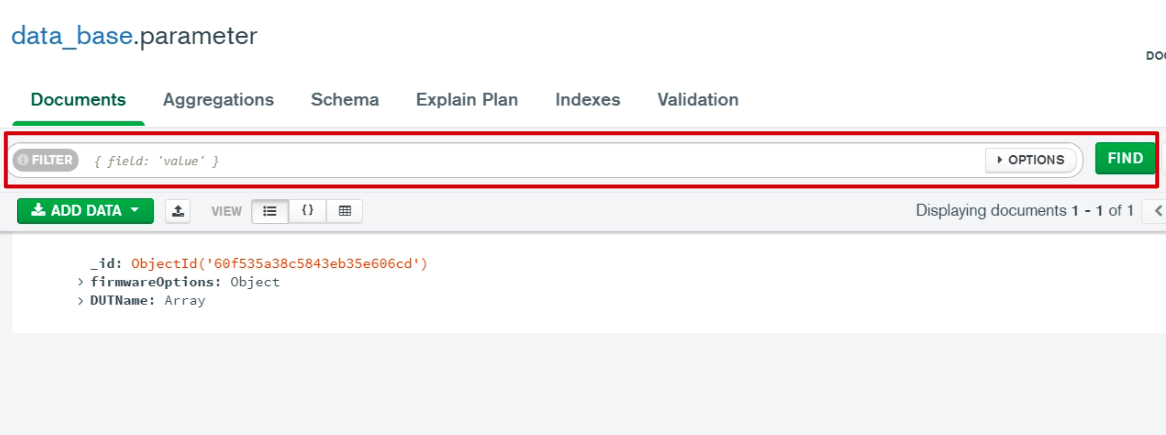 data_base.parameter
DOC
Documents Aggregations Schema Explain Plan Indexes Validation
FILTER { field: 'value' } OPTIONS FIND
ADD DATA VIEW {} Displaying documents 1 - 1 of 1
_id: ObjectId('60f535a38c5843eb35e606cd')
firmwareOptions: Object
DUTName: Array